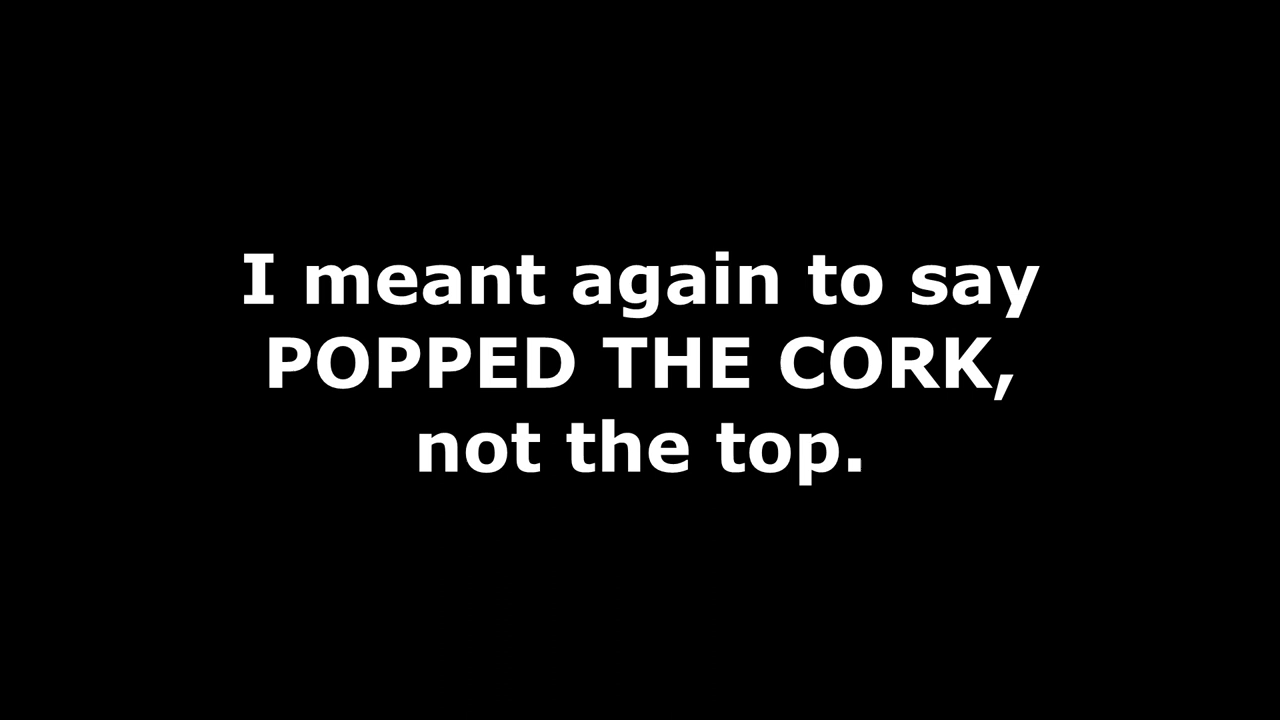 I meant again to say
POPPED THE CORK,
not the top.